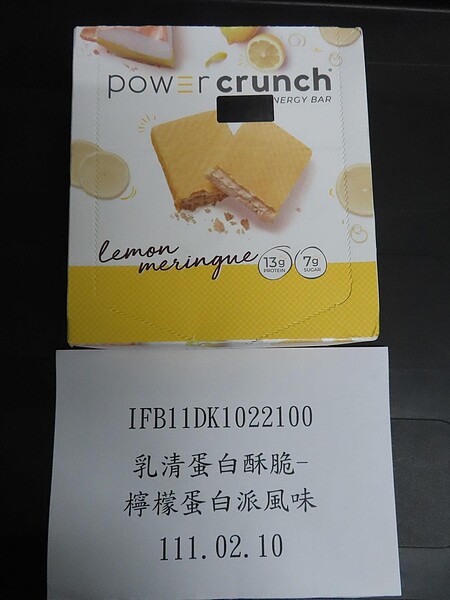 power crunch®
ENERGY BAR
lemon
meringue
13g
PROTEIN
7g
SUGAR
IFB11DK1022100
乳清蛋白酥脆-
檸檬蛋白派風味
111.02.10